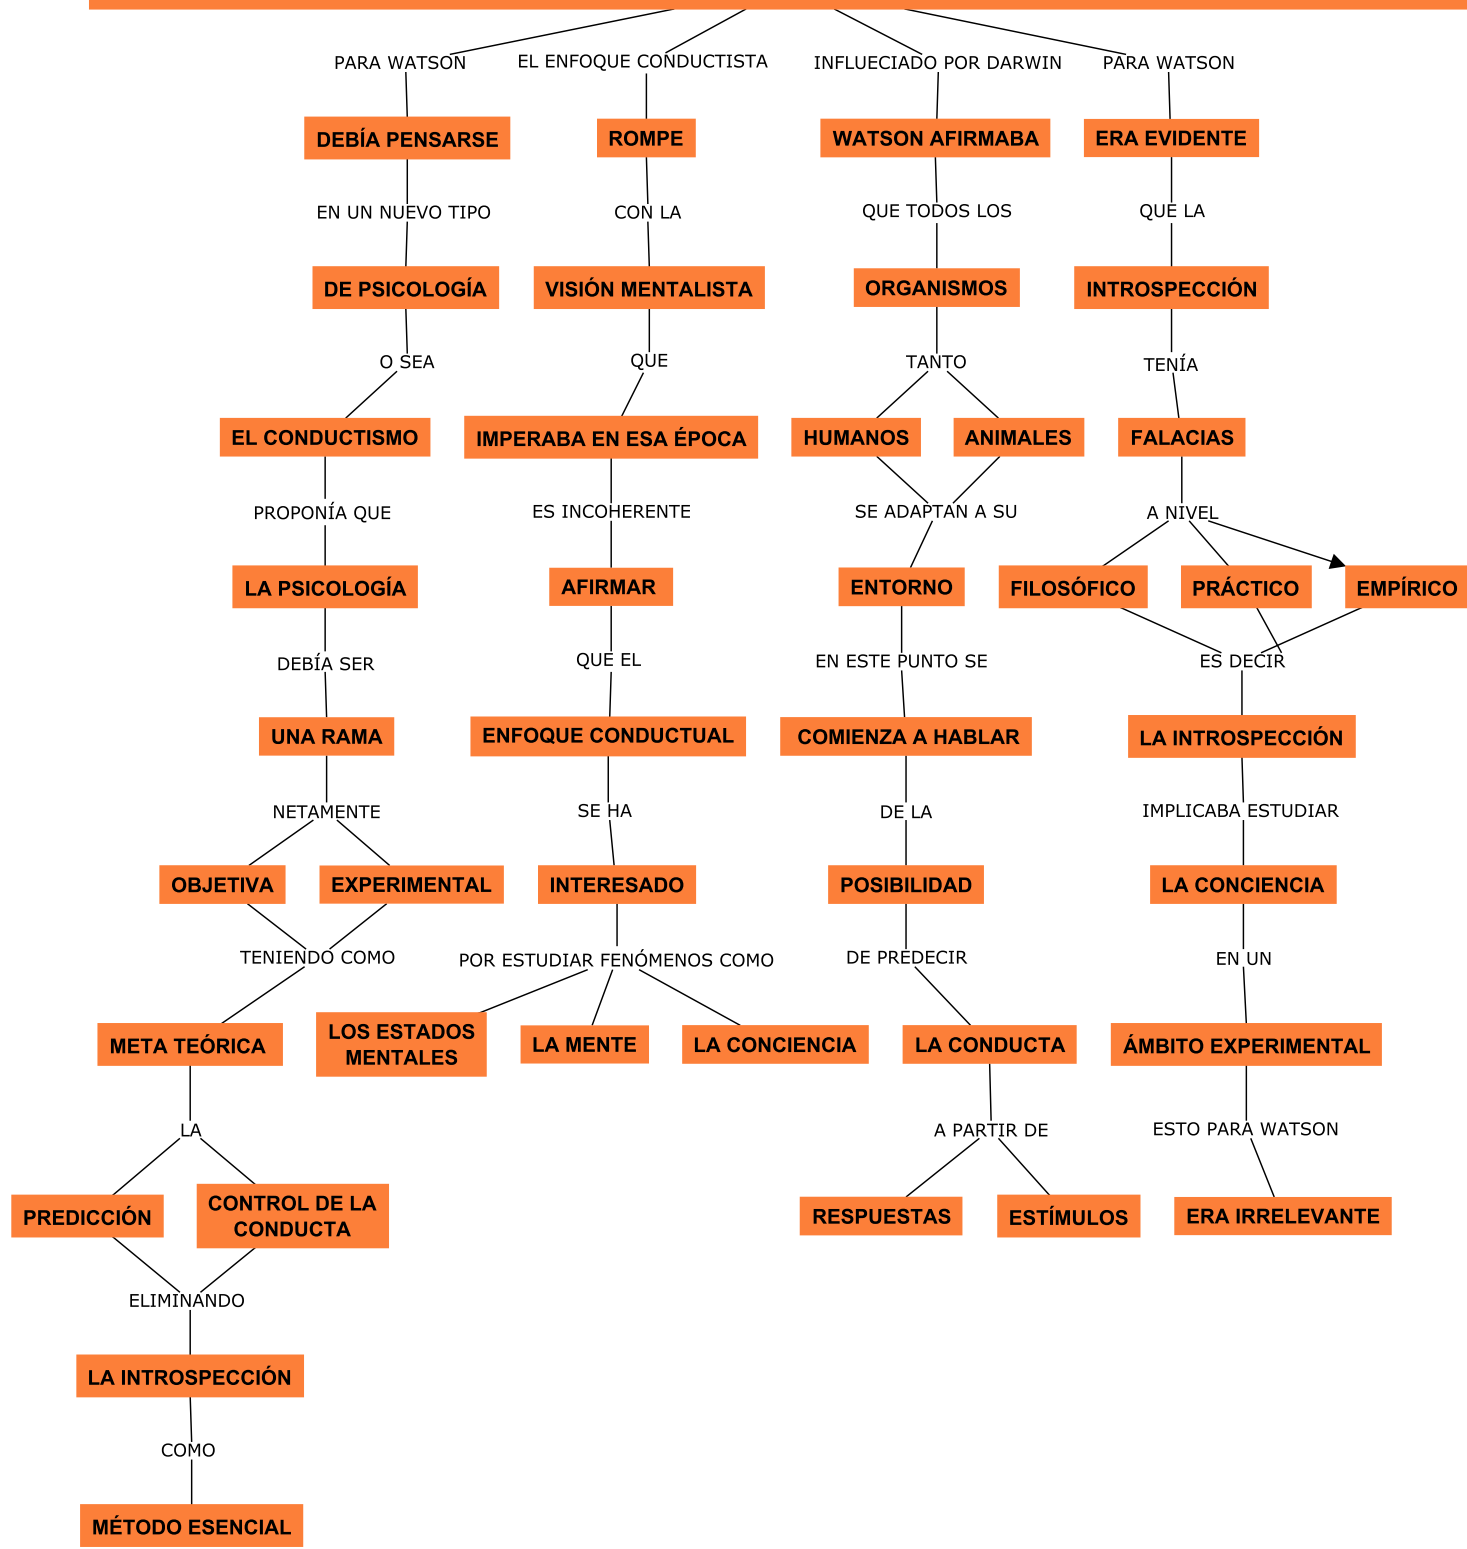 PARA WATSON
DEBÍA PENSARSE
EN UN NUEVO TIPO
DE PSICOLOGÍA
O SEA
EL CONDUCTISMO
PROPONÍA QUE
LA PSICOLOGÍA
DEBÍA SER
UNA RAMA
NETAMENTE
OBJETIVA
EXPERIMENTAL
TENIENDO COMO
META TEÓRICA
LA
PREDICCIÓN
CONTROL DE LA
CONDUCTA
ELIMINANDO
LA INTROSPECCIÓN
COMO
MÉTODO ESENCIAL
EL ENFOQUE CONDUCTISTA
ROMPE
CON LA
VISIÓN MENTALISTA
QUE
IMPERABA EN ESA ÉPOCA
ES INCOHERENTE
AFIRMAR
QUE EL
ENFOQUE CONDUCTUAL
SE HA
INTERESADO
POR ESTUDIAR FENÓMENOS COMO
LOS ESTADOS
MENTALES
LA MENTE
LA CONCIENCIA
INFLUECIADO POR DARWIN
WATSON AFIRMABA
QUE TODOS LOS
ORGANISMOS
TANTO
HUMANOS
ANIMALES
SE ADAPTAN A SU
ENTORNO
EN ESTE PUNTO SE
COMIENZA A HABLAR
DE LA
POSIBILIDAD
DE PREDECIR
LA CONDUCTA
A PARTIR DE
RESPUESTAS
ESTÍMULOS
PARA WATSON
ERA EVIDENTE
QUE LA
INTROSPECCIÓN
TENÍA
FALACIAS
A NIVEL
FILOSÓFICO
PRÁCTICO
EMPÍRICO
ES DECIR
LA INTROSPECCIÓN
IMPLICABA ESTUDIAR
LA CONCIENCIA
EN UN
ÁMBITO EXPERIMENTAL
ESTO PARA WATSON
ERA IRRELEVANTE